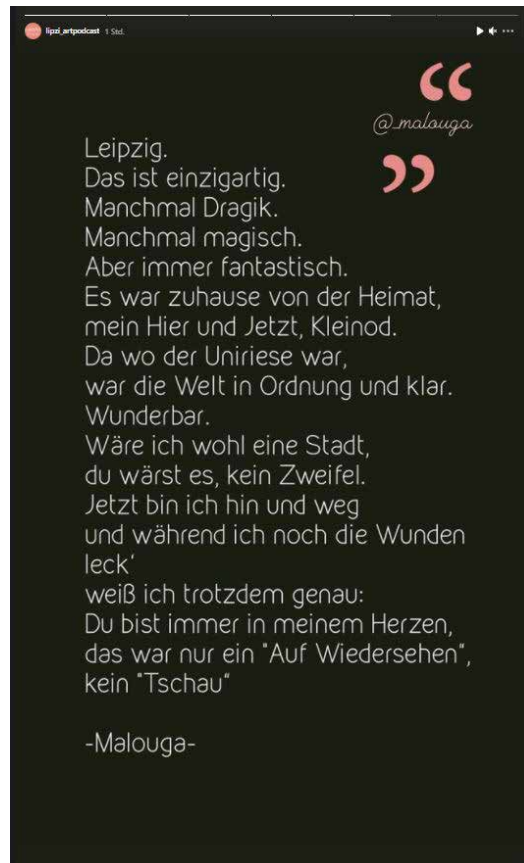 lipzi_artpodcast 1 Std.
“
@_malouga
”
Leipzig.
Das ist einzigartig.
Manchmal Dragik.
Manchmal magisch.
Aber immer fantastisch.
Es war zuhause von der Heimat,
mein Hier und Jetzt, Kleinod.
Da wo der Uniriese war,
war die Welt in Ordnung und klar.
Wunderbar.
Wäre ich wohl eine Stadt,
du wärst es, kein Zweifel.
Jetzt bin ich hin und weg
und während ich noch die Wunden
leck‘
weiß ich trotzdem genau:
Du bist immer in meinem Herzen,
das war nur ein "Auf Wiedersehen“,
kein "Tschau“
-Malouga-